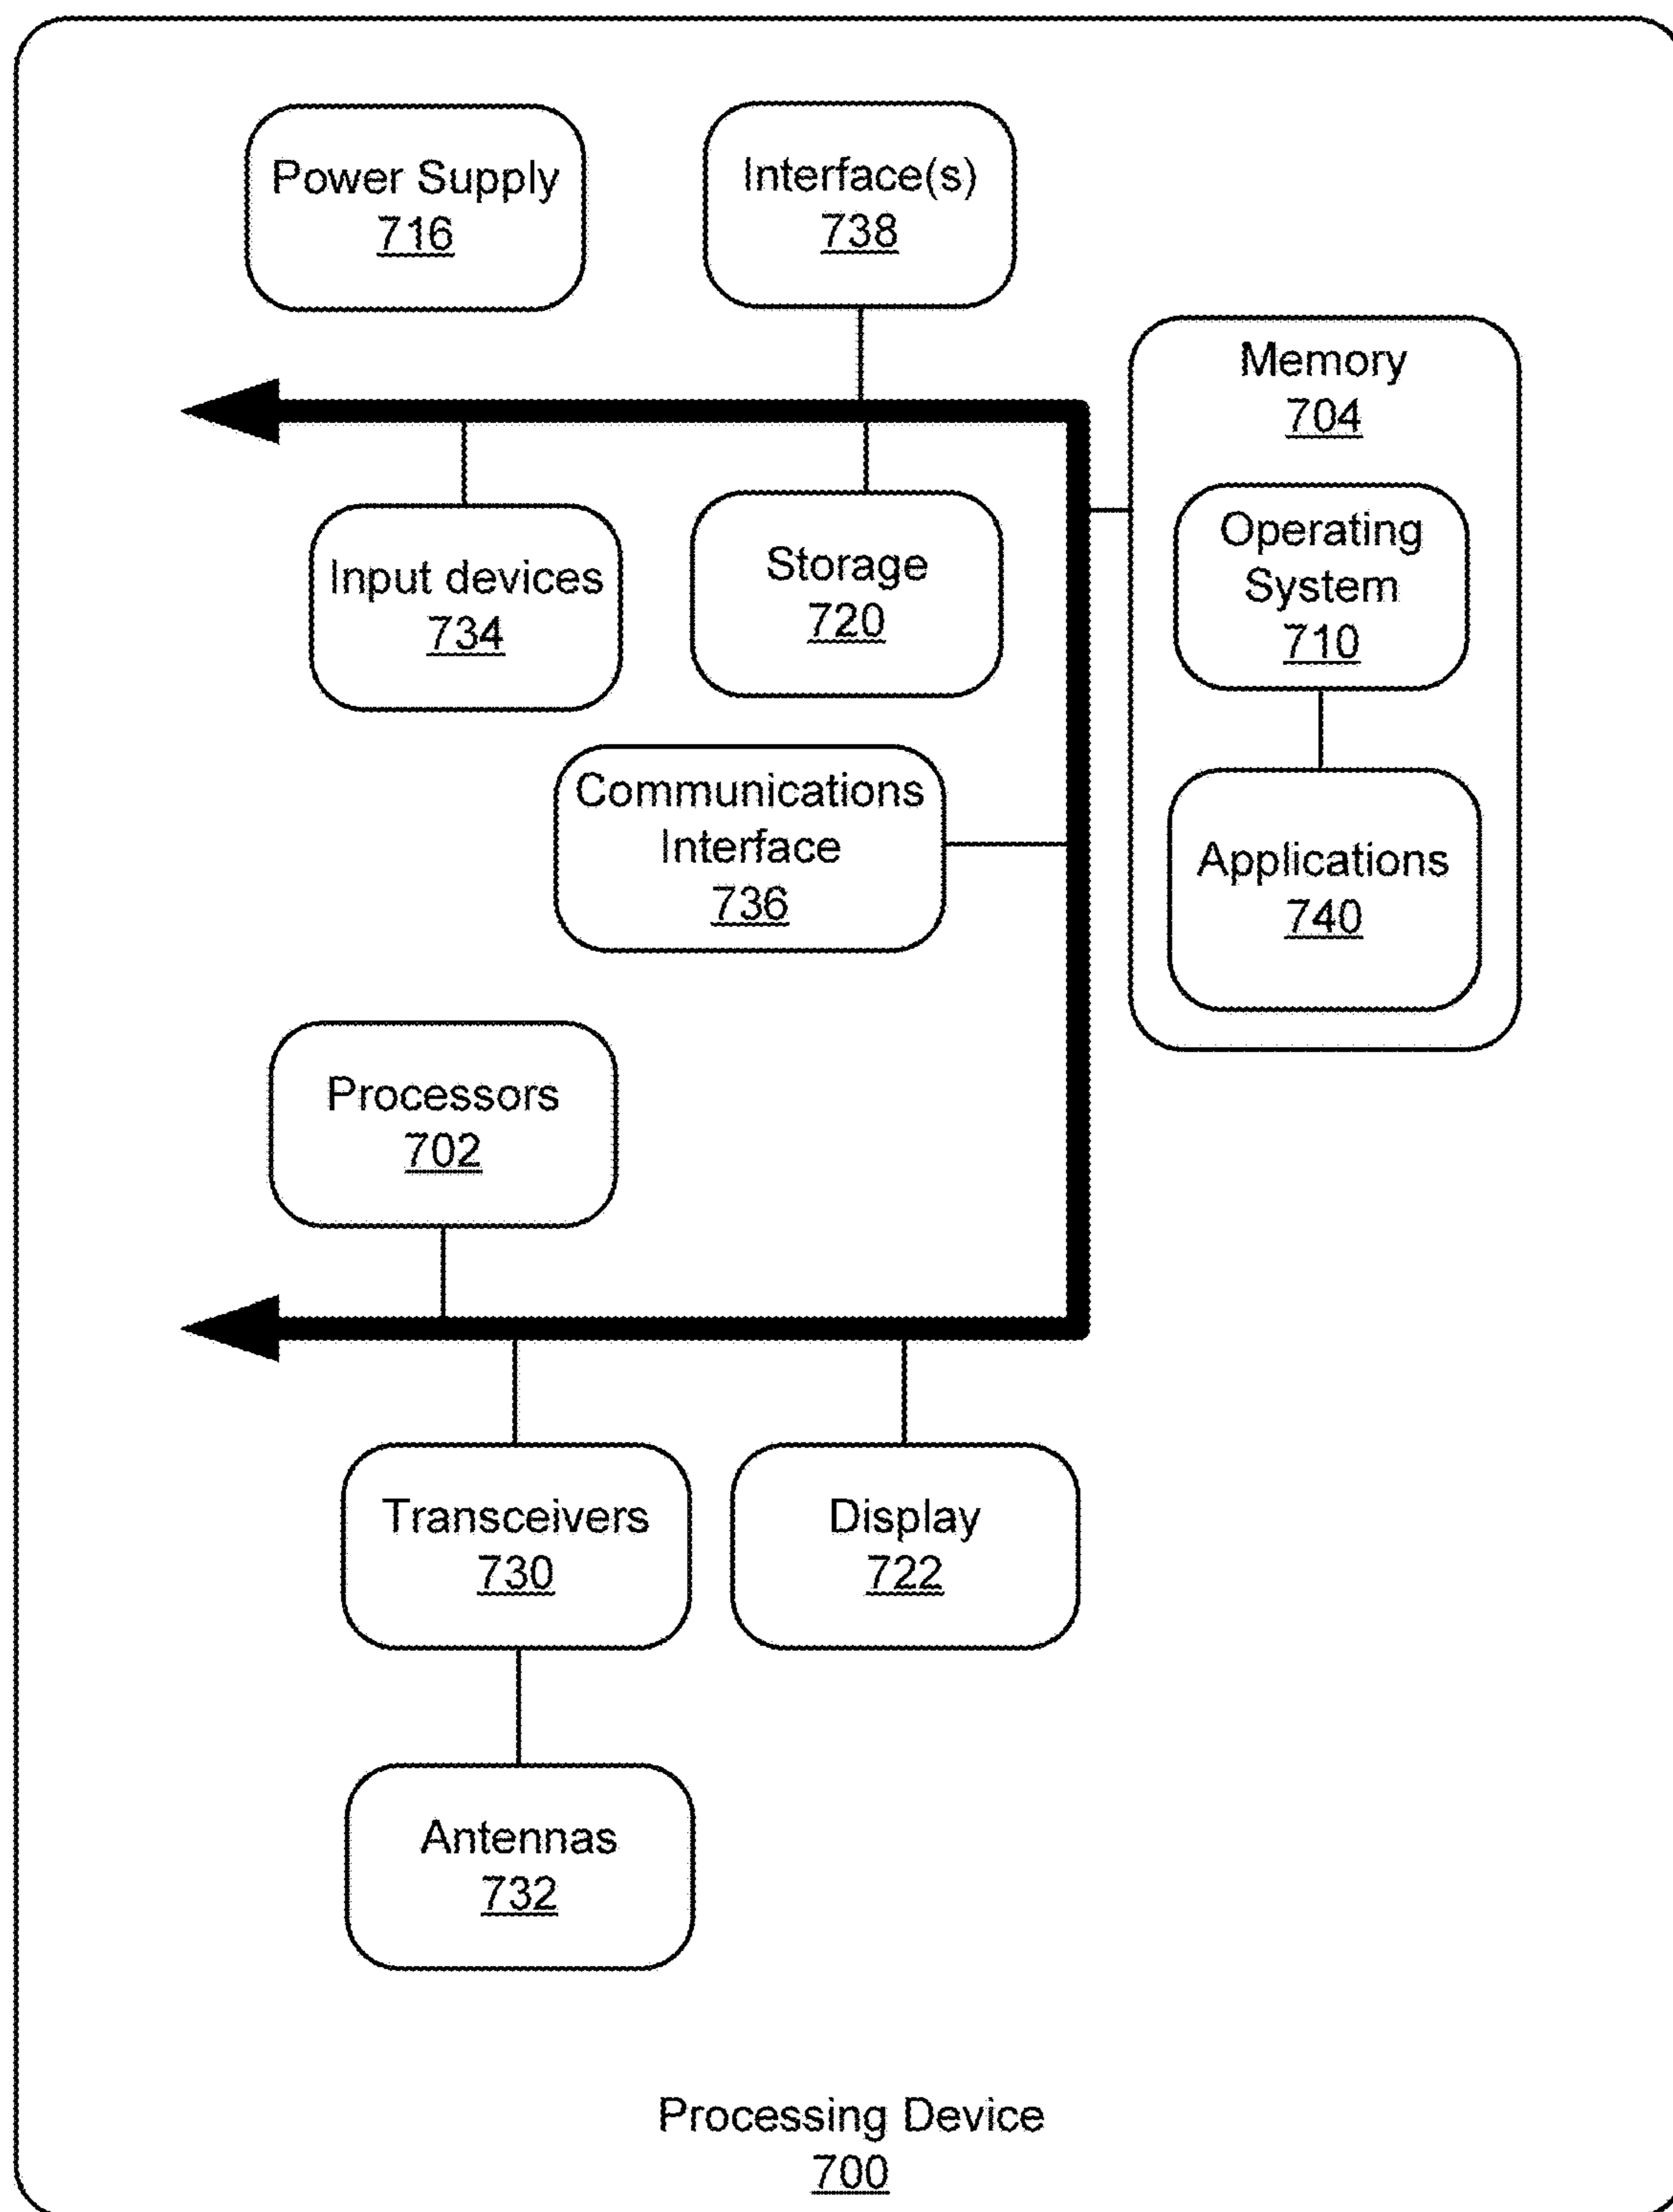 Power Supply
716
Interface(s)
738
Memory
704
Operating
System
710
Input devices
734
Storage
720
Communications
Interface
736
Applications
740
Processors
702
Transceivers
730
Display
722
Antennas
732
Processing Device
700